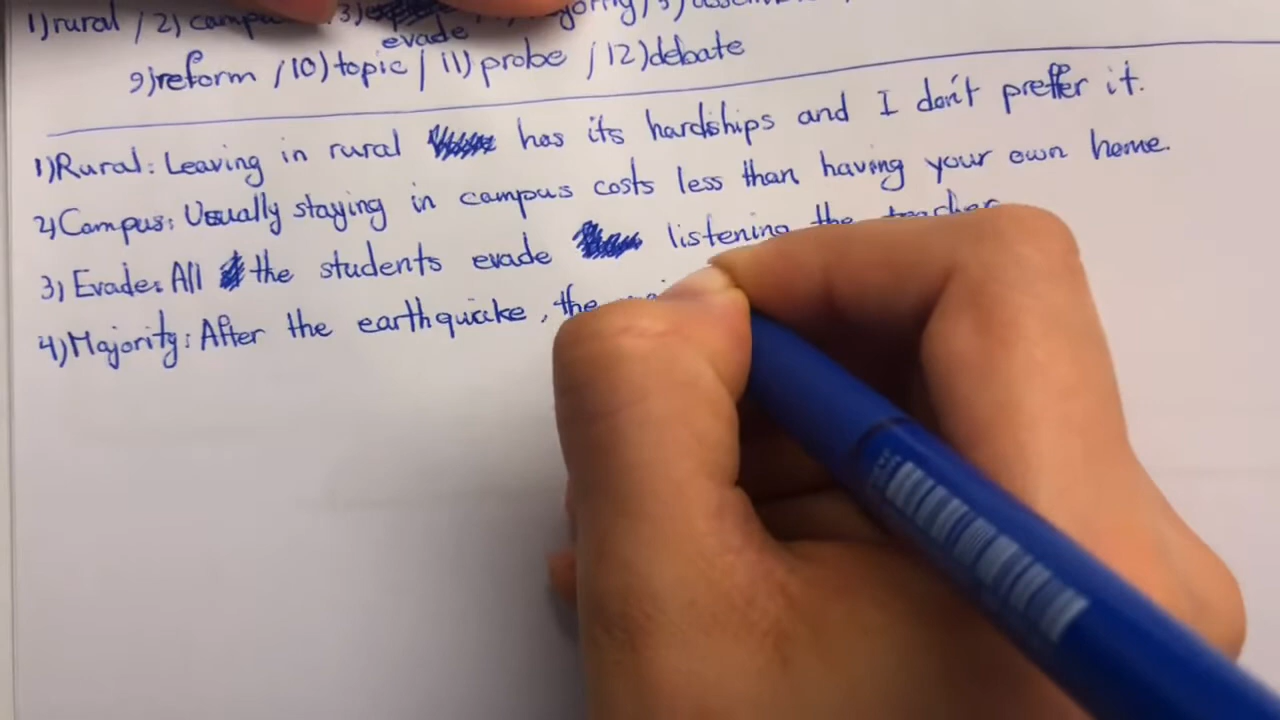 1)rural / 2) 3) /
evade
9)reform / 10) topic / 11) probe / 12)debate
1)Rural: Leaving in rural has its hardships and I don't preffer it.
2)Campus: Usually staying in campus costs less than having your own home.
3) Evade: All the students evade listening the teacher
4)Majority: After the earthquake, the